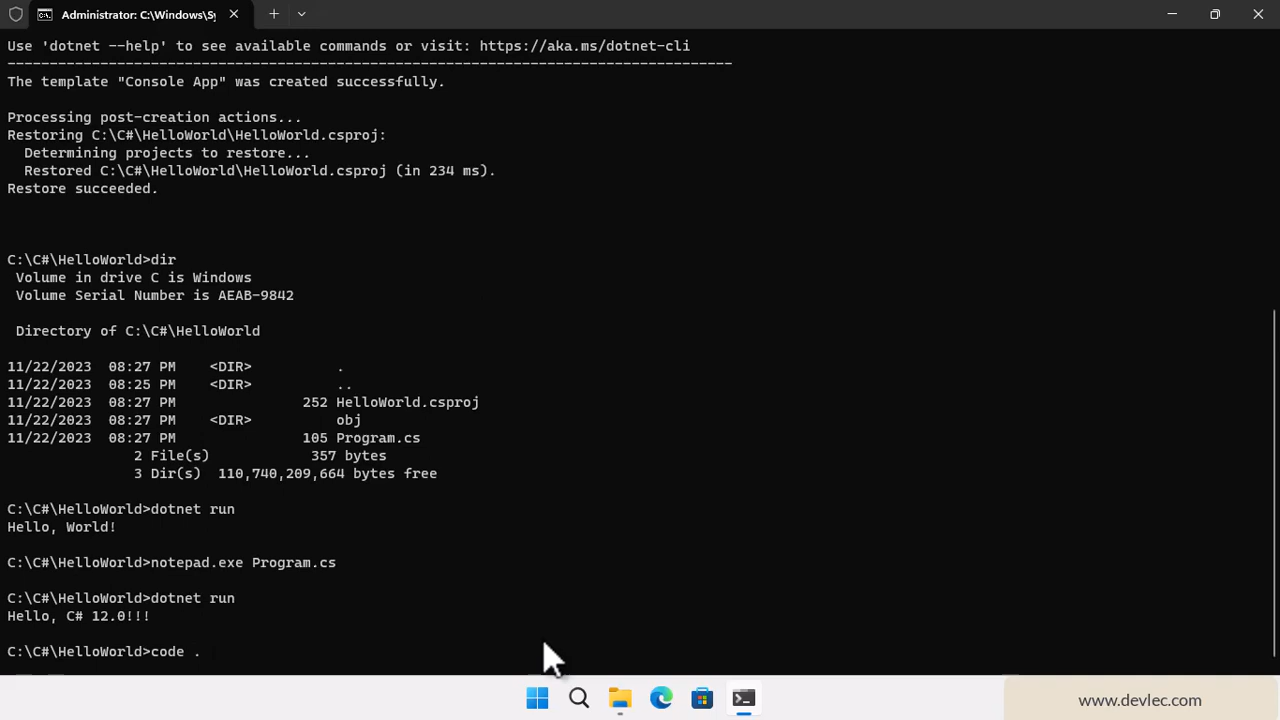 Administrator: C:\Windows\Sy
Use 'dotnet --help' to see available commands or visit: https://aka.ms/dotnet-cli
--------------------------------------------------------------------------------------
The template "Console App" was created successfully.
Processing post-creation actions...
Restoring C:\C#\HelloWorld\HelloWorld.csproj:
Determining projects to restore...
Restored C:\C#\HelloWorld\HelloWorld.csproj (in 234 ms).
Restore succeeded.
C:\C#\HelloWorld>dir
Volume in drive C is Windows
Volume Serial Number is AEAB-9842
Directory of C:\C#\HelloWorld
11/22/2023 08:27 PM <DIR> .
11/22/2023 08:25 PM <DIR> ..
11/22/2023 08:27 PM 252 HelloWorld.csproj
11/22/2023 08:27 PM <DIR> obj
11/22/2023 08:27 PM 105 Program.cs
2 File(s) 357 bytes
3 Dir(s) 110,740,209,664 bytes free
C:\C#\HelloWorld>dotnet run
Hello, World!
C:\C#\HelloWorld>notepad.exe Program.cs
C:\C#\HelloWorld>dotnet run
Hello, C# 12.0!!!
C:\C#\HelloWorld>code .
www.devlec.com